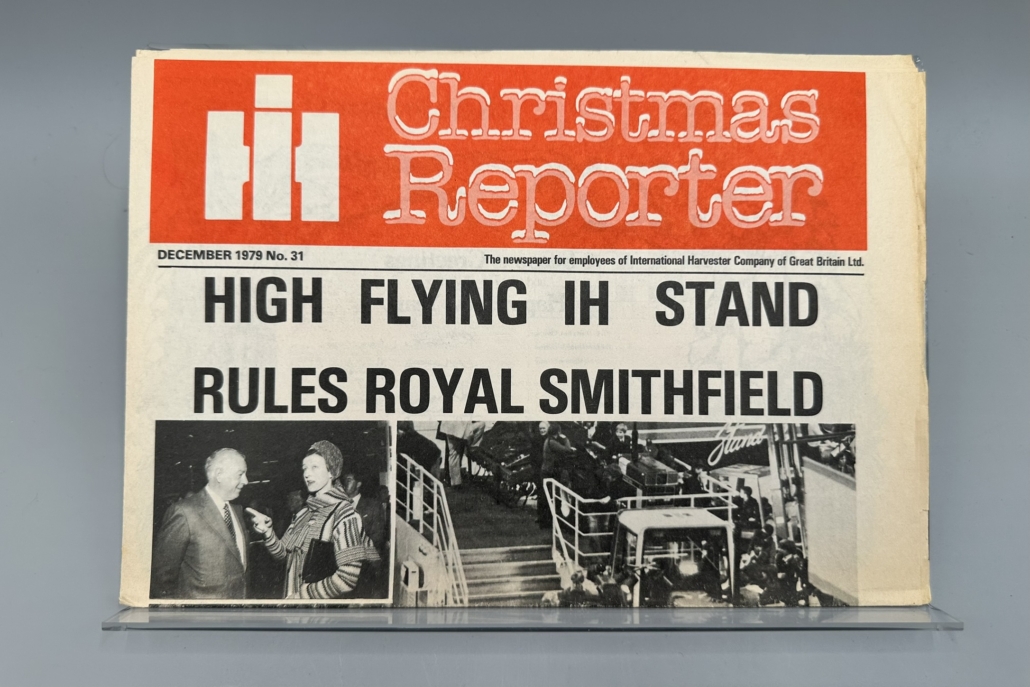 Christmas
Reporter
DECEMBER 1979 No. 31
The newspaper for employees of International Harvester Company of Great Britain Ltd.
HIGH FLYING IH STAND
RULES ROYAL SMITHFIELD